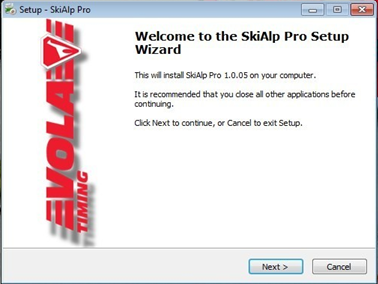 Setup - SkiAlp Pro
Welcome to the SkiAlp Pro Setup
Wizard
This will install SkiAlp Pro 1.0.05 on your computer.
It is recommended that you close all other applications before
continuing.
Click Next to continue, or Cancel to exit Setup.
VOLA
TIMING
Next >
Cancel